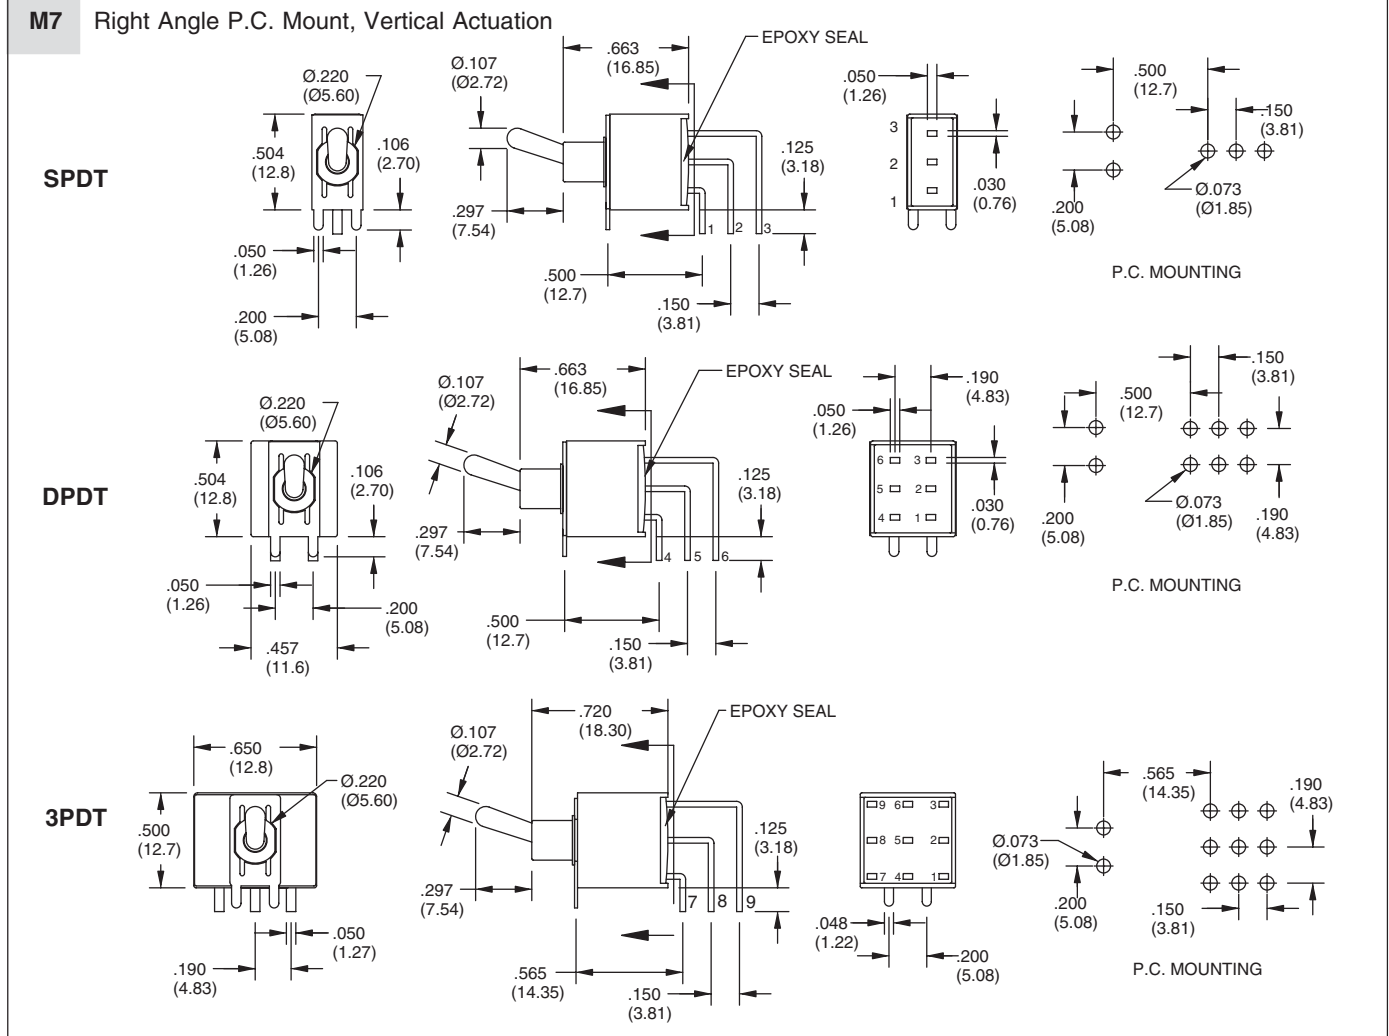 M7 Right Angle P.C. Mount, Vertical Actuation
SPDT
Ø.220
(Ø5.60)
.504
(12.8)
.106
(2.70)
.050
(1.26)
.200
(5.08)
Ø.107
(Ø2.72)
.663
(16.85)
EPOXY SEAL
.125
(3.18)
.297
(7.54)
1 2 3
.500
(12.7)
.150
(3.81)
.050
(1.26)
3
2
1
.030
(0.76)
.500
(12.7)
.150
(3.81)
.200
(5.08)
Ø.073
(Ø1.85)
P.C. MOUNTING
DPDT
Ø.220
(Ø5.60)
.504
(12.8)
.106
(2.70)
.050
(1.26)
.200
(5.08)
.457
(11.6)
Ø.107
(Ø2.72)
.663
(16.85)
EPOXY SEAL
.125
(3.18)
.297
(7.54)
4 5 6
.500
(12.7)
.150
(3.81)
.190
(4.83)
.050
(1.26)
6 3
5 2
4 1
.030
(0.76)
.150
(3.81)
.500
(12.7)
.200
(5.08)
Ø.073
(Ø1.85)
.190
(4.83)
P.C. MOUNTING
3PDT
.650
(12.8)
Ø.220
(Ø5.60)
.500
(12.7)
.050
(1.27)
.190
(4.83)
Ø.107
(Ø2.72)
.720
(18.30)
EPOXY SEAL
.125
(3.18)
.297
(7.54)
7 8 9
.565
(14.35)
.150
(3.81)
9 6 3
8 5 2
7 4 1
.048
(1.22)
.200
(5.08)
.565
(14.35)
.190
(4.83)
Ø.073
(Ø1.85)
.200
(5.08)
.150
(3.81)
P.C. MOUNTING